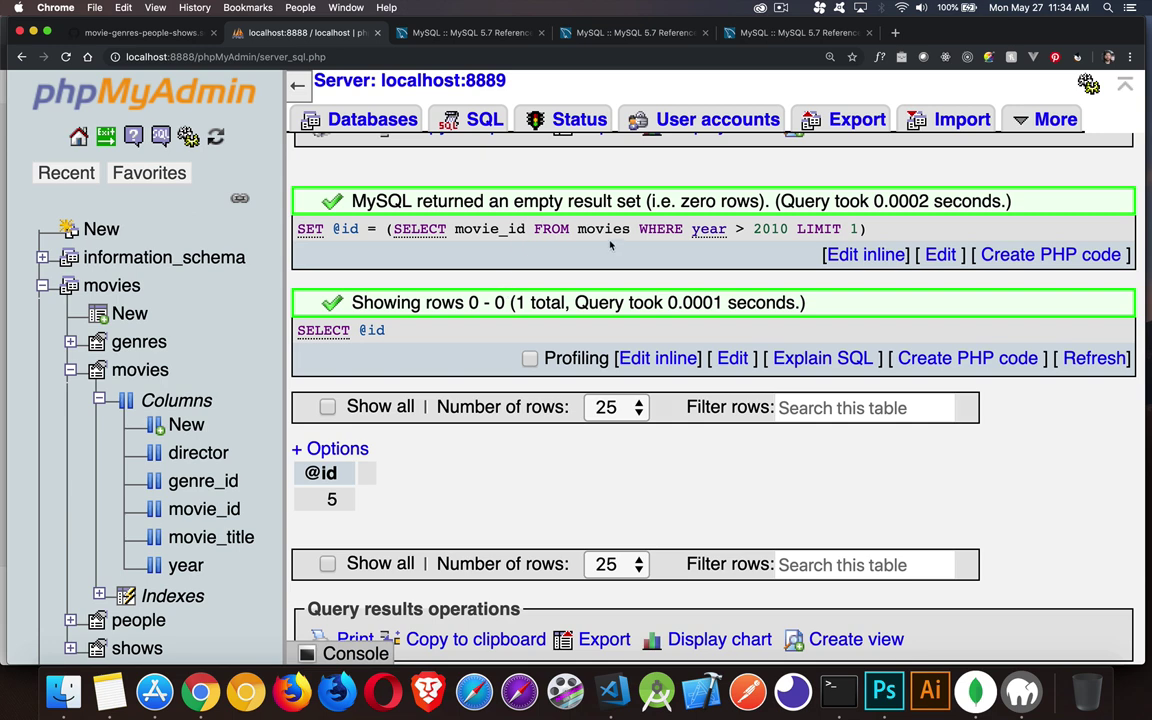 Chrome File Edit View History Bookmarks People Window Help 100% Mon May 27 11:34 AM
movie-genres-people-shows.s localhost:8888 / localhost | ph MySQL :: MySQL 5.7 Referenc MySQL :: MySQL 5.7 Referenc MySQL :: MySQL 5.7 Referenc
localhost:8888/phpMyAdmin/server_sql.php
phpMyAdmin
Recent Favorites
New
information_schema
movies
New
genres
movies
Columns
New
director
genre_id
movie_id
movie_title
year
Indexes
people
shows
Server: localhost:8889
Databases SQL Status User accounts Export Import More
MySQL returned an empty result set (i.e. zero rows). (Query took 0.0002 seconds.)
SET @id = (SELECT movie_id FROM movies WHERE year > 2010 LIMIT 1)
[Edit inline] [ Edit ] [ Create PHP code ]
Showing rows 0 - 0 (1 total, Query took 0.0001 seconds.)
SELECT @id
Profiling [Edit inline] [ Edit ] [ Explain SQL ] [ Create PHP code ] [ Refresh]
Show all | Number of rows: 25 Filter rows: Search this table
+ Options
@id
5
Show all | Number of rows: 25 Filter rows: Search this table
Query results operations
Print Copy to clipboard Export Display chart Create view
Console